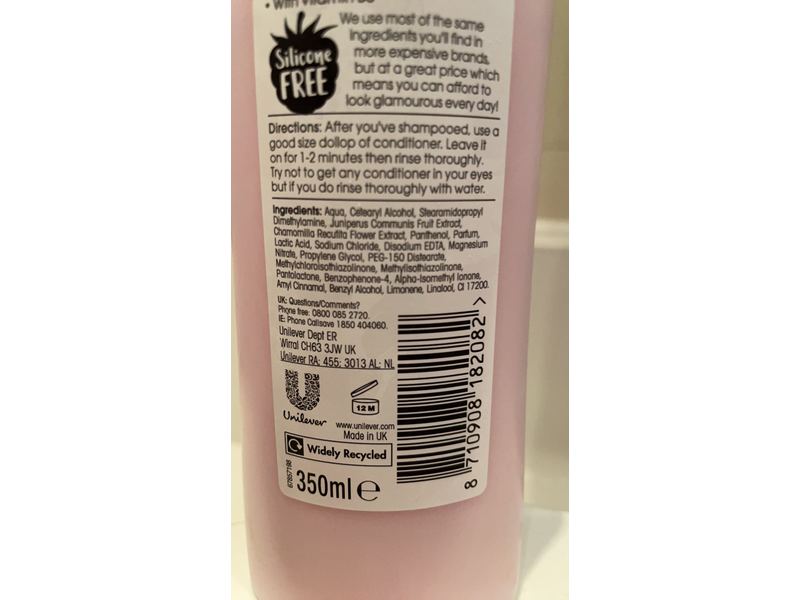 • with Vitamin B5
Silicone
FREE
We use most of the same
ingredients you'll find in
more expensive brands,
but at a great price which
means you can afford to
look glamourous every day!
Directions: After you've shampooed, use a
good size dollop of conditioner. Leave it
on for 1-2 minutes then rinse thoroughly.
Try not to get any conditioner in your eyes
but if you do rinse thoroughly with water.
Ingredients: Aqua, Cetearyl Alcohol, Stearamidopropyl
Dimethylamine, Juniperus Communis Fruit Extract,
Chamomilla Recutita Flower Extract, Panthenol, Parfum,
Lactic Acid, Sodium Chloride, Disodium EDTA, Magnesium
Nitrate, Propylene Glycol, PEG-150 Distearate,
Methylchloroisothiazolinone, Methylisothiazolinone,
Pantolactone, Benzophenone-4, Alpha-Isomethyl Ionone,
Amyl Cinnamal, Benzyl Alcohol, Limonene, Linalool, CI 17200.
UK: Questions/Comments?
Phone free: 0800 085 2720.
IE: Phone Callsave 1850 404060.
Unilever Dept ER
Wirral CH63 3JW UK
Unilever RA: 455; 3013 AL; NL
12 M
Unilever
www.unilever.com
Made in UK
Widely Recycled
67857198
350ml e
8 710908 182082 >